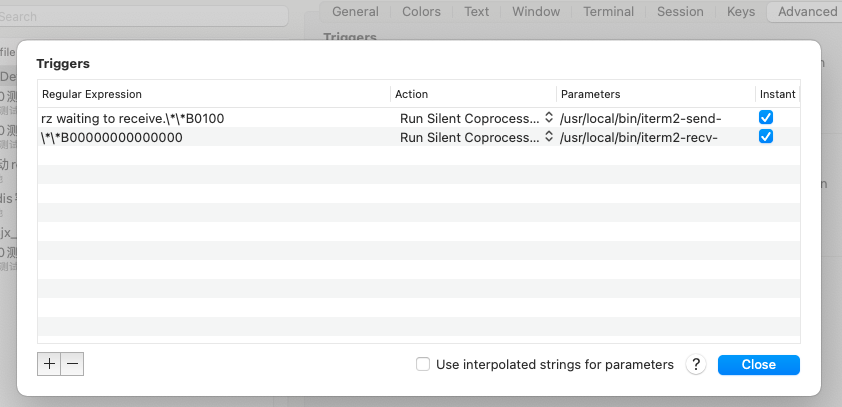 Search
General Colors Text Window Terminal Session Keys Advanced
Triggers
Triggers
Regular Expression Action Parameters Instant
rz waiting to receive.\*\*B0100 Run Silent Coprocess... /usr/local/bin/iterm2-send-
\*\*B00000000000000 Run Silent Coprocess... /usr/local/bin/iterm2-recv-
Use interpolated strings for parameters ? Close